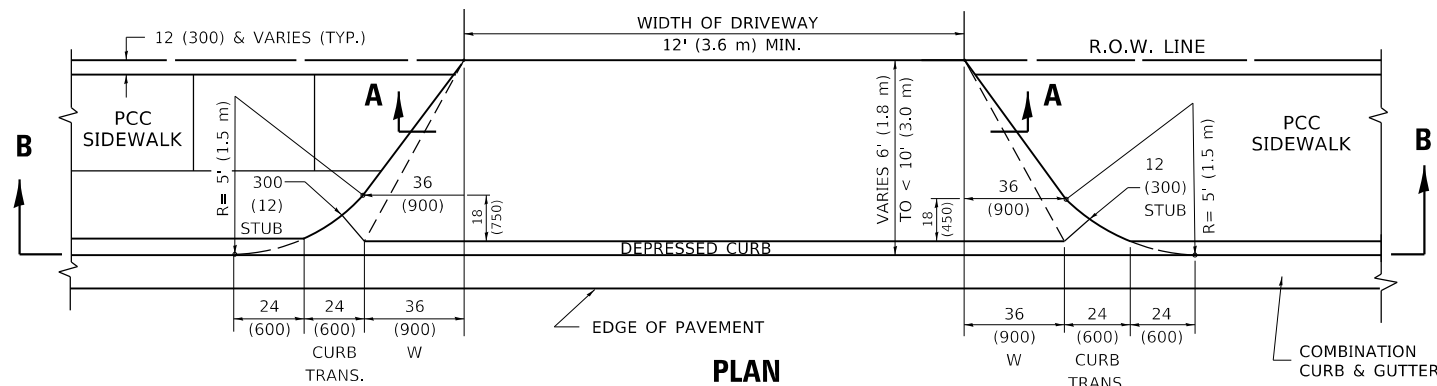 WIDTH OF DRIVEWAY
12' (3.6 m) MIN.
12 (300) & VARIES (TYP.)
R.O.W. LINE
A
A
PCC
SIDEWALK
PCC
SIDEWALK
B
B
R= 5' (1.5 m)
300
(12)
STUB
36
(900)
18
(750)
VARIES 6' (1.8 m)
TO < 10' (3.0 m)
36
(900)
18
(450)
12
(300)
STUB
R= 5' (1.5 m)
DEPRESSED CURB
24
(600)
24
(600)
CURB
TRANS.
36
(900)
W
EDGE OF PAVEMENT
36
(900)
W
24
(600)
CURB
TRANS.
24
(600)
COMBINATION
CURB & GUTTER
PLAN